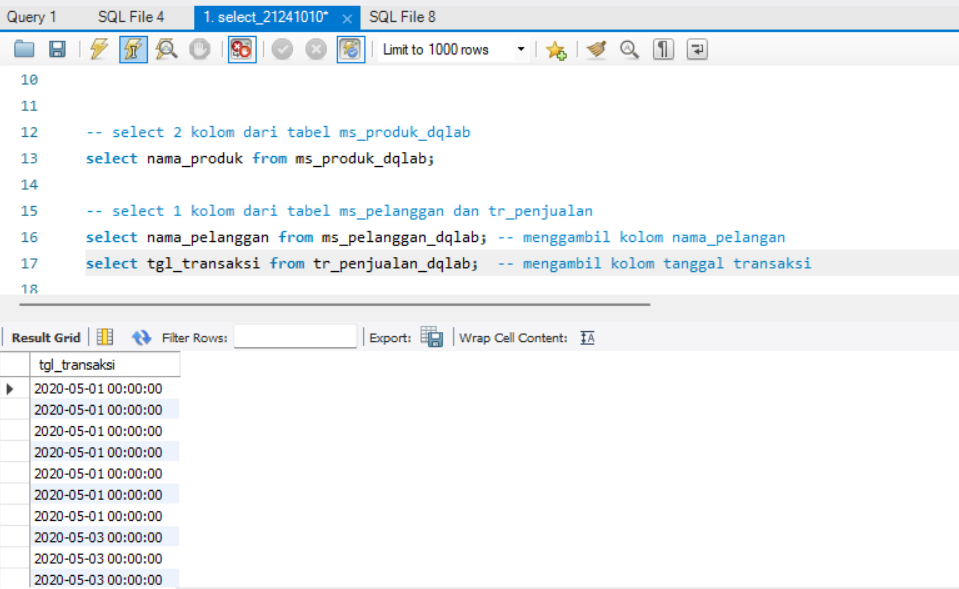 Query 1 SQL File 4 1. select_21241010* × SQL File 8
Limit to 1000 rows
10
11
12 -- select 2 kolom dari tabel ms_produk_dqlab
13 select nama_produk from ms_produk_dqlab;
14
15 -- select 1 kolom dari tabel ms_pelanggan dan tr_penjualan
16 select nama_pelanggan from ms_pelanggan_dqlab; -- menggambil kolom nama_pelangan
17 select tgl_transaksi from tr_penjualan_dqlab; -- mengambil kolom tanggal transaksi
18
Result Grid Filter Rows: Export: Wrap Cell Content: IA
tgl_transaksi
2020-05-01 00:00:00
2020-05-01 00:00:00
2020-05-01 00:00:00
2020-05-01 00:00:00
2020-05-01 00:00:00
2020-05-01 00:00:00
2020-05-01 00:00:00
2020-05-03 00:00:00
2020-05-03 00:00:00
2020-05-03 00:00:00